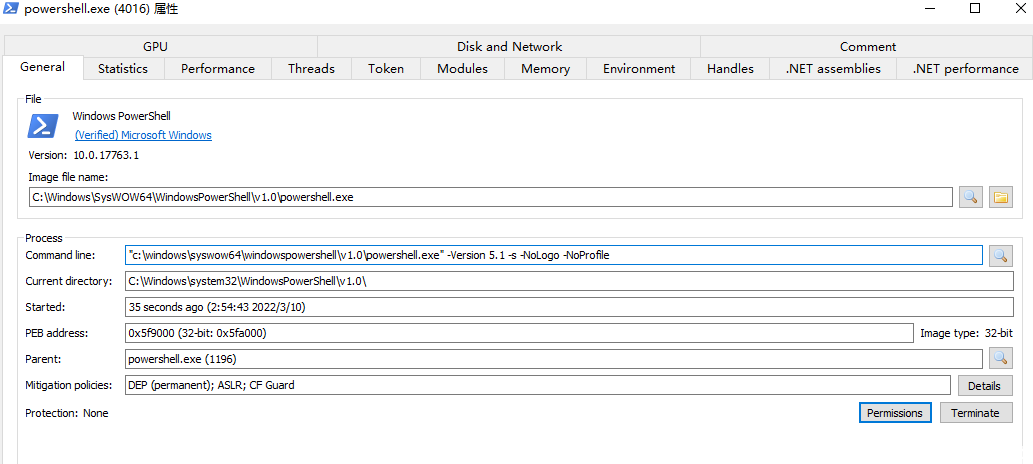 powershell.exe (4016) 属性
GPU Disk and Network Comment
General Statistics Performance Threads Token Modules Memory Environment Handles .NET assemblies .NET performance
File
Windows PowerShell
(Verified) Microsoft Windows
Version: 10.0.17763.1
Image file name:
C:\Windows\SysWOW64\WindowsPowerShell\v1.0\powershell.exe
Process
Command line: "c:\windows\syswow64\windowspowershell\v1.0\powershell.exe" -Version 5.1 -s -NoLogo -NoProfile
Current directory: C:\Windows\system32\WindowsPowerShell\v1.0\
Started: 35 seconds ago (2:54:43 2022/3/10)
PEB address: 0x5f9000 (32-bit: 0x5fa000) Image type: 32-bit
Parent: powershell.exe (1196)
Mitigation policies: DEP (permanent); ASLR; CF Guard Details
Protection: None Permissions Terminate